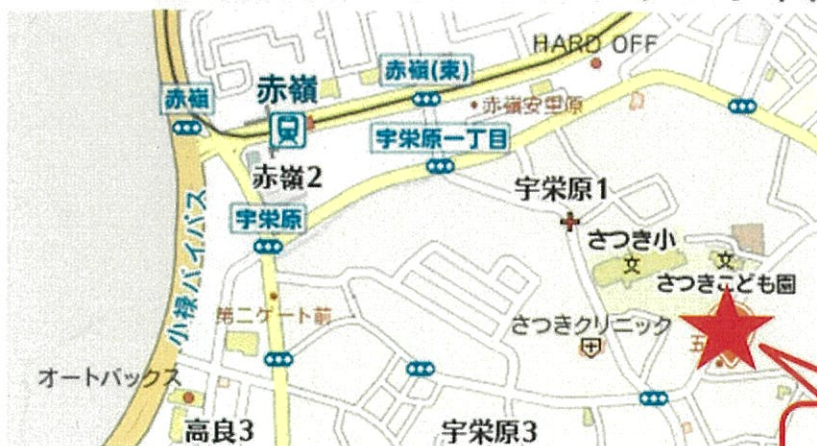 HARD OFF
赤嶺(東)
赤嶺
赤嶺
赤嶺安里原
宇栄原一丁目
赤嶺2
宇栄原1
小禄バイパス
宇栄原
さつき小
文
文
さつきこども園
第二ゲート前
さつきクリニック
五
オートバックス
高良3
宇栄原3